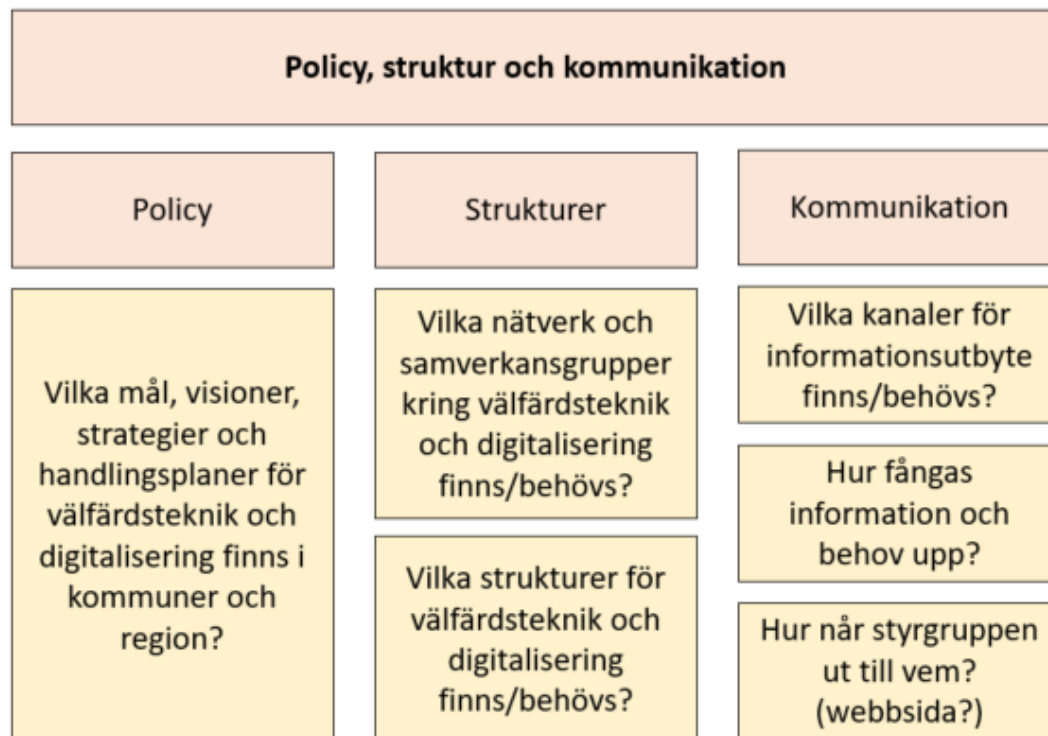 Policy, struktur och kommunikation
Policy
Strukturer
Kommunikation
Vilka mål, visioner,
strategier och
handlingsplaner för
välfärdsteknik och
digitalisering finns i
kommuner och
region?
Vilka nätverk och
samverkansgrupper
kring välfärdsteknik
och digitalisering
finns/behövs?
Vilka strukturer för
välfärdsteknik och
digitalisering
finns/behövs?
Vilka kanaler för
informationsutbyte
finns/behövs?
Hur fångas
information och
behov upp?
Hur når styrgruppen
ut till vem?
(webbsida?)